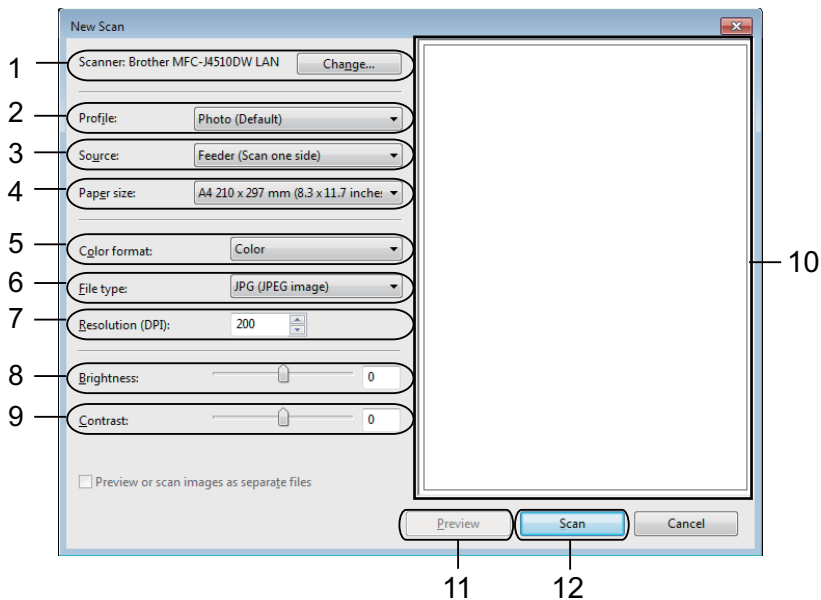 New Scan
1 Scanner: Brother MFC-J4510DW LAN Change...
2 Profile: Photo (Default)
3 Source: Feeder (Scan one side)
4 Paper size: A4 210 x 297 mm (8.3 x 11.7 inche
5 Color format: Color
10
6 File type: JPG (JPEG image)
7 Resolution (DPI): 200
8 Brightness: 0
9 Contrast: 0
Preview or scan images as separate files
Preview Scan Cancel
11 12